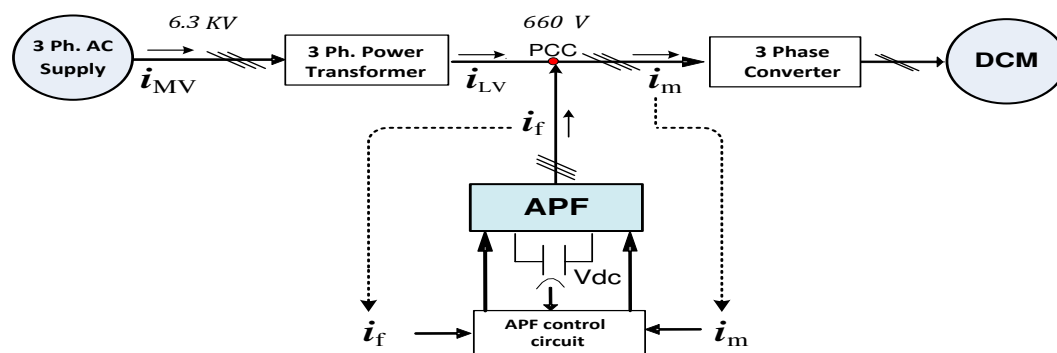 6.3 KV
660 V
3 Ph. AC
Supply
3 Ph. Power
Transformer
PCC
3 Phase
Converter
DCM
iMV
iLV
im
if
APF
Vdc
if
APF control
circuit
im